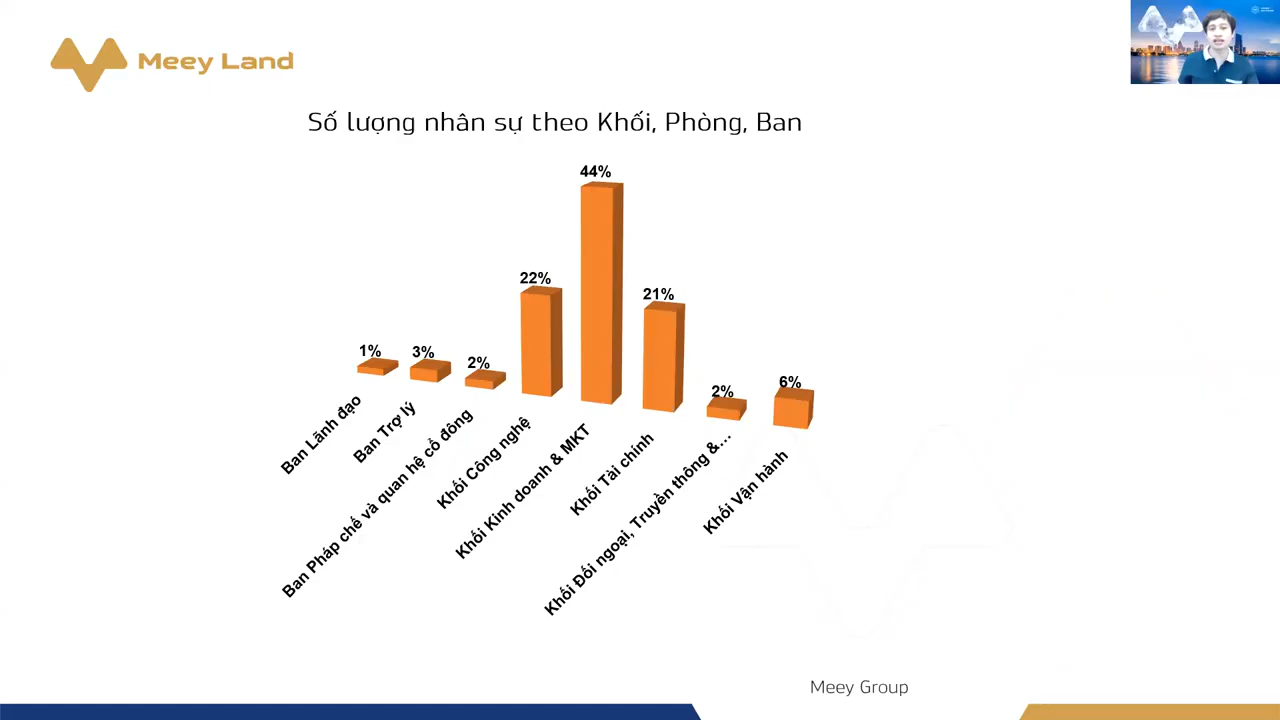 Meey Land
Số lượng nhân sự theo Khối, Phòng, Ban
44%
22%
21%
1%
3%
2%
2%
6%
Ban Lãnh đạo
Ban Trợ lý
Ban Pháp chế và quan hệ cổ đông
Khối Công nghệ
Khối Kinh doanh & MKT
Khối Tài chính
Khối Đối ngoại, Truyền thông &...
Khối Vận hành
Meey Group